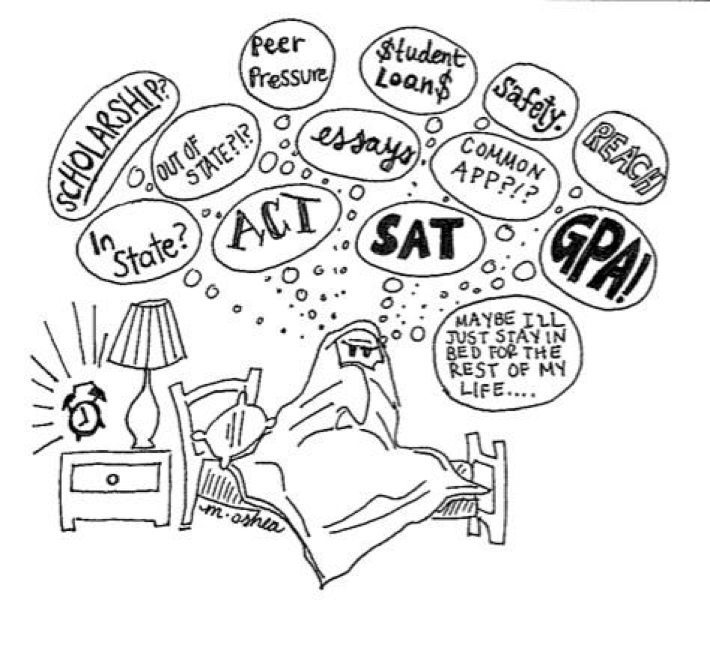 Peer
Pressure
$tudent
Loan$
Safety.
SCHOLARSHIP?
OUT OF
STATE?!?
essays
COMMON
APP?!?
REACH
In
State?
ACT
SAT
GPA!
MAYBE I'LL
JUST STAY IN
BED FOR THE
REST OF MY
LIFE....
m.oshea